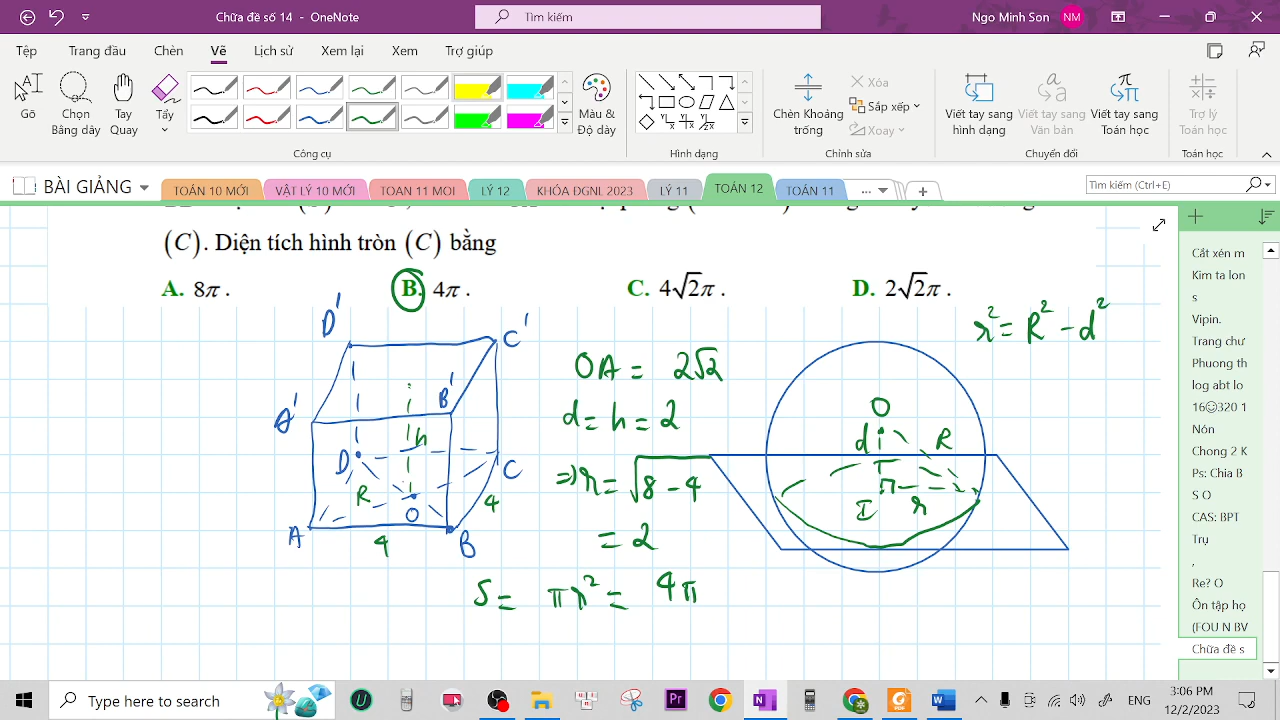 Chữa đề số 14 - OneNote
Tìm kiếm
Ngo Minh Son NM
Tệp Trang đầu Chèn Vẽ Lịch sử Xem lại Xem Trợ giúp
Gõ
Chọn Bằng dây
Tay Quay
Tẩy
Màu & Độ dày
Chèn Khoảng trống
Xóa
Sắp xếp
Xoay
Viết tay sang hình dạng
Viết tay sang Văn bản
Viết tay sang Toán học
Tự lý Toán học
Công cụ
Hình dạng
Chỉnh sửa
Chuyển đổi
Toán học
BÀI GIẢNG
TOÁN 10 MỚI
VẬT LÝ 10 MỚI
TOAN 11 MOI
LÝ 12
KHÓA ĐGNL 2023
LÝ 11
TOÁN 12
TOÁN 11
...
Tìm kiếm (Ctrl+E)
(C). Diện tích hình tròn (C) bằng
A. 8π .
B. 4π .
C. 4√2π .
D. 2√2π .
D'
C'
A'
B'
h
D
C
R
O
4
A
4
B
OA = 2√2
d = h = 2
⇒ r = √8 - 4
= 2
S = πr² = 4π
r² = R² - d²
O
d
R
I
r
Cắt xén m
Kim ta lon
s
Vipin.
Trang chư
Phuong th
log abt lo
16☺320 1
Nón
Chong 2 K
Ps: Chia B
S O,
CAS: BPT
Trụ
,
Re? O
Ôn tập họ
(FOU N BV
Chữa đề s
Type here to search
ENG
3:06 PM
12/2/2023